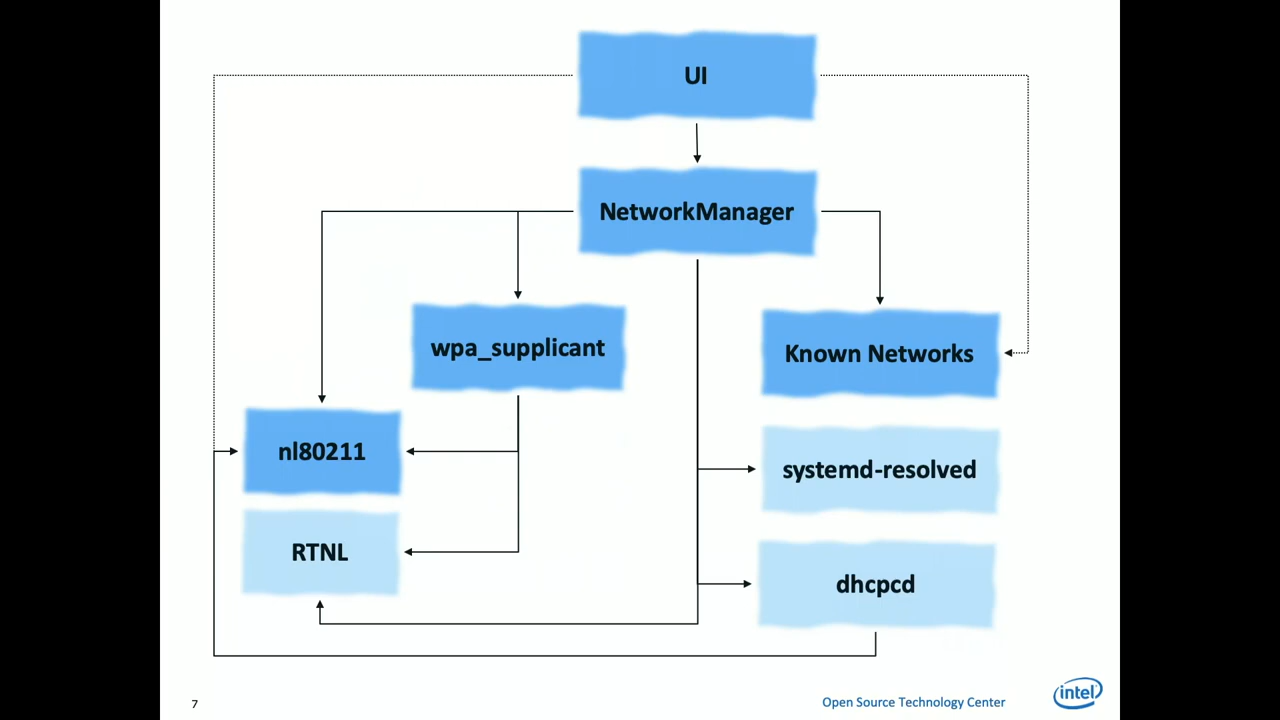 UI
NetworkManager
wpa_supplicant
Known Networks
nl80211
systemd-resolved
RTNL
dhcpcd
7
Open Source Technology Center
intel